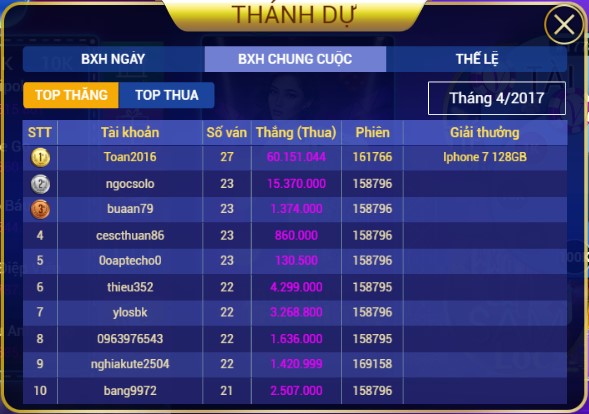 THÁNH DỰ
BXH NGÀY BXH CHUNG CUỘC THỂ LỆ
TOP THẮNG TOP THUA Tháng 4/2017
STT Tài khoản Số ván Thắng (Thua) Phiên Giải thưởng
1 Toan2016 27 60.151.044 161766 Iphone 7 128GB
2 ngocsolo 23 15.370.000 158796
3 buaan79 23 1.374.000 158796
4 cescthuan86 23 860.000 158796
5 0oaptecho0 23 130.500 158796
6 thieu352 22 4.299.000 158795
7 ylosbk 22 3.268.800 158796
8 0963976543 22 1.636.000 158795
9 nghiakute2504 22 1.420.999 169158
10 bang9972 21 2.507.000 158796